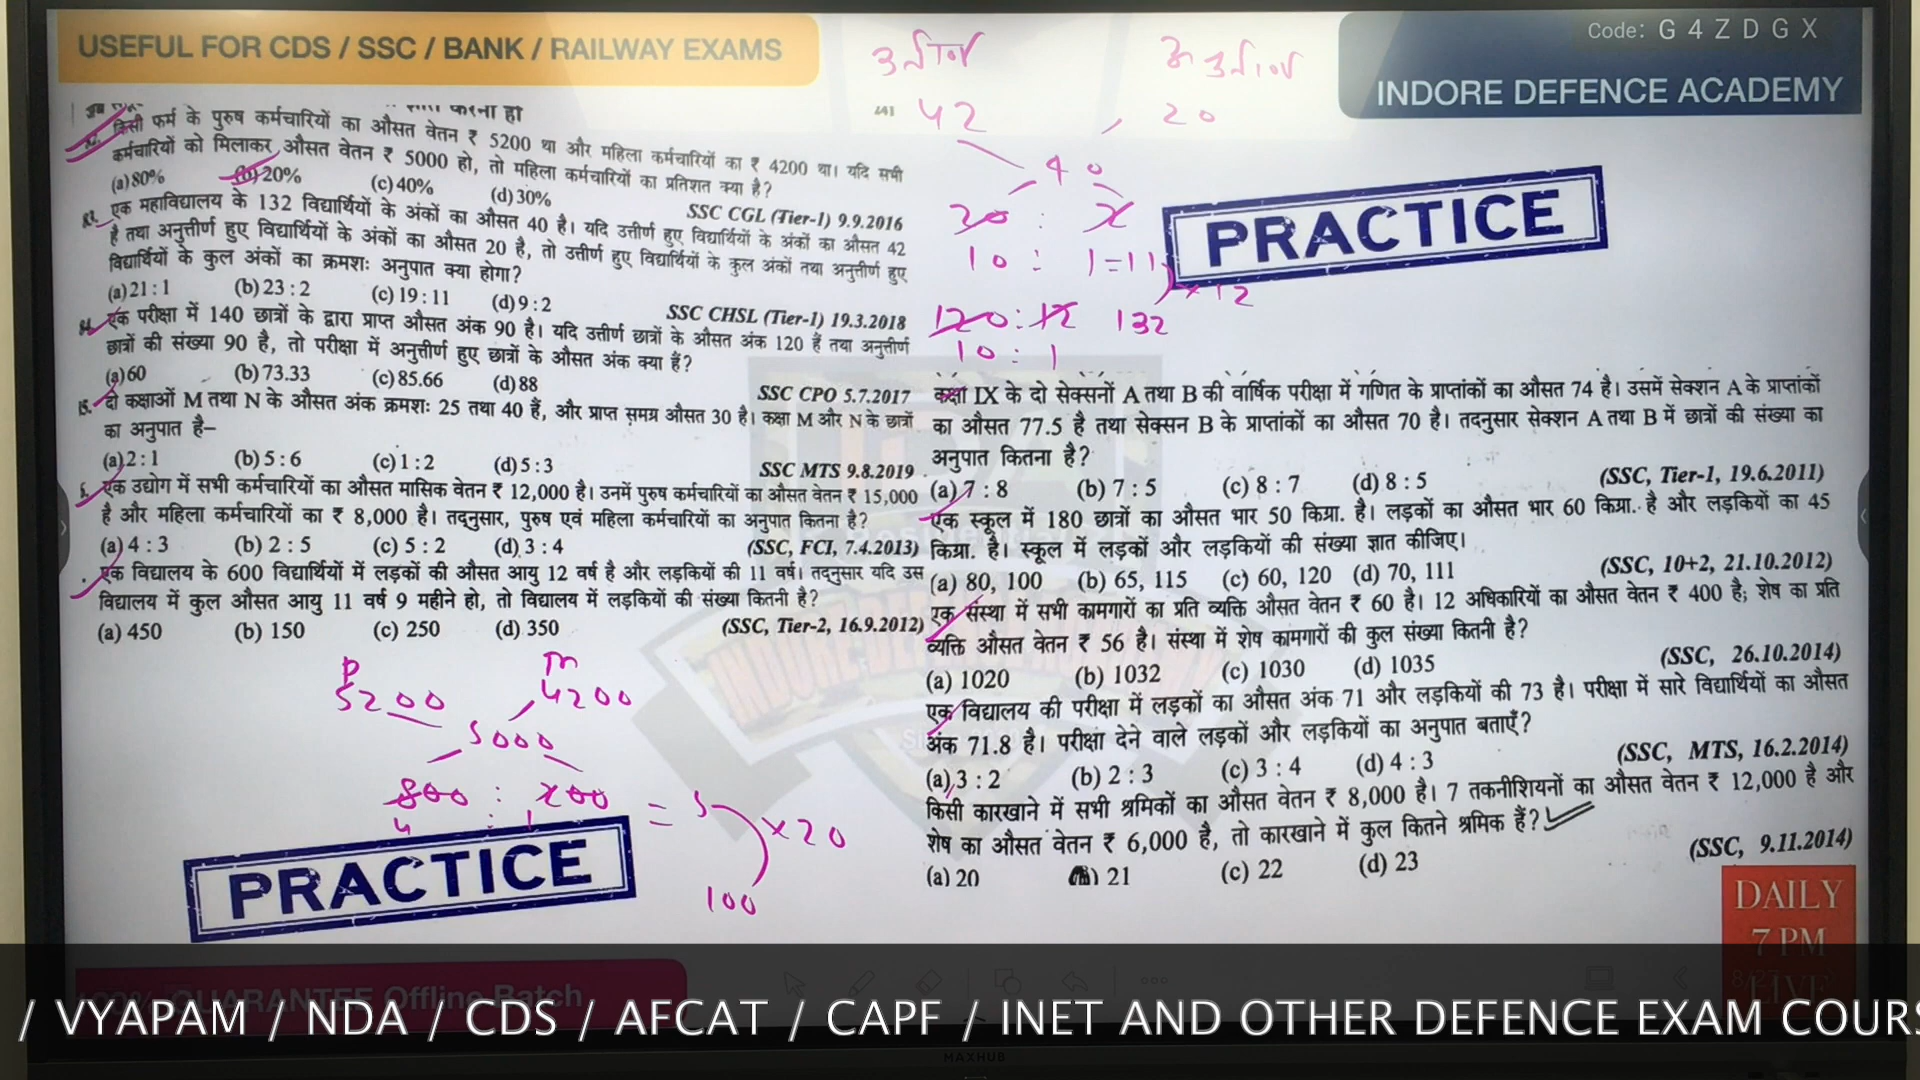 USEFUL FOR CDS / SSC / BANK / RAILWAY EXAMS
Code: G 4 Z D G X
INDORE DEFENCE ACADEMY
करना हो
किसी फर्म के पुरुष कर्मचारियों का औसत वेतन ₹ 5200 था और महिला कर्मचारियों का ₹ 4200 था। यदि सभी
कर्मचारियों को मिलाकर औसत वेतन ₹ 5000 हो, तो महिला कर्मचारियों का प्रतिशत क्या है?
(a) 80% (b) 20% (c) 40% (d) 30%
SSC CGL (Tier-1) 9.9.2016
एक महाविद्यालय के 132 विद्यार्थियों के अंकों का औसत 40 है। यदि उत्तीर्ण हुए विद्यार्थियों के अंकों का औसत 42
है तथा अनुत्तीर्ण हुए विद्यार्थियों के अंकों का औसत 20 है, तो उत्तीर्ण हुए विद्यार्थियों के कुल अंकों तथा अनुत्तीर्ण हुए
विद्यार्थियों के कुल अंकों का क्रमशः अनुपात क्या होगा?
(a) 21 : 1 (b) 23 : 2 (c) 19 : 11 (d) 9 : 2
SSC CHSL (Tier-1) 19.3.2018
एक परीक्षा में 140 छात्रों के द्वारा प्राप्त औसत अंक 90 है। यदि उत्तीर्ण छात्रों के औसत अंक 120 हैं तथा अनुत्तीर्ण
छात्रों की संख्या 90 है, तो परीक्षा में अनुत्तीर्ण हुए छात्रों के औसत अंक क्या हैं?
(a) 60 (b) 73.33 (c) 85.66 (d) 88
SSC CPO 5.7.2017
दो कक्षाओं M तथा N के औसत अंक क्रमशः 25 तथा 40 हैं, और प्राप्त समग्र औसत 30 है। कक्षा M और N के छात्रों
का अनुपात है–
(a) 2 : 1 (b) 5 : 6 (c) 1 : 2 (d) 5 : 3
SSC MTS 9.8.2019
एक उद्योग में सभी कर्मचारियों का औसत मासिक वेतन ₹ 12,000 है। उनमें पुरुष कर्मचारियों का औसत वेतन ₹ 15,000
है और महिला कर्मचारियों का ₹ 8,000 है। तद्नुसार, पुरुष एवं महिला कर्मचारियों का अनुपात कितना है?
(a) 4 : 3 (b) 2 : 5 (c) 5 : 2 (d) 3 : 4
(SSC, FCI, 7.4.2013)
एक विद्यालय के 600 विद्यार्थियों में लड़कों की औसत आयु 12 वर्ष है और लड़कियों की 11 वर्ष। तद्नुसार यदि उस
विद्यालय में कुल औसत आयु 11 वर्ष 9 महीने हो, तो विद्यालय में लड़कियों की संख्या कितनी है?
(a) 450 (b) 150 (c) 250 (d) 350
(SSC, Tier-2, 16.9.2012)
P m
5200 , 4200
5000
800 : 200 = 5
4 : 1
×20
100
PRACTICE
उत्तीर्ण अनुत्तीर्ण
42 , 20
40
20 : 2
10 : 1 = 11
×12
120 : 12 132
10 : 1
PRACTICE
कक्षा IX के दो सेक्सनों A तथा B की वार्षिक परीक्षा में गणित के प्राप्तांकों का औसत 74 है। उसमें सेक्शन A के प्राप्तांकों
का औसत 77.5 है तथा सेक्सन B के प्राप्तांकों का औसत 70 है। तदनुसार सेक्शन A तथा B में छात्रों की संख्या का
अनुपात कितना है?
(SSC, Tier-1, 19.6.2011)
(a) 7 : 8 (b) 7 : 5 (c) 8 : 7 (d) 8 : 5
एक स्कूल में 180 छात्रों का औसत भार 50 किग्रा. है। लड़कों का औसत भार 60 किग्रा. है और लड़कियों का 45
किग्रा. है। स्कूल में लड़कों और लड़कियों की संख्या ज्ञात कीजिए।
(SSC, 10+2, 21.10.2012)
(a) 80, 100 (b) 65, 115 (c) 60, 120 (d) 70, 111
एक संस्था में सभी कामगारों का प्रति व्यक्ति औसत वेतन ₹ 60 है। 12 अधिकारियों का औसत वेतन ₹ 400 है; शेष का प्रति
व्यक्ति औसत वेतन ₹ 56 है। संस्था में शेष कामगारों की कुल संख्या कितनी है?
(SSC, 26.10.2014)
(a) 1020 (b) 1032 (c) 1030 (d) 1035
एक विद्यालय की परीक्षा में लड़कों का औसत अंक 71 और लड़कियों की 73 है। परीक्षा में सारे विद्यार्थियों का औसत
अंक 71.8 है। परीक्षा देने वाले लड़कों और लड़कियों का अनुपात बताएँ?
(SSC, MTS, 16.2.2014)
(a) 3 : 2 (b) 2 : 3 (c) 3 : 4 (d) 4 : 3
किसी कारखाने में सभी श्रमिकों का औसत वेतन ₹ 8,000 है। 7 तकनीशियनों का औसत वेतन ₹ 12,000 है और
शेष का औसत वेतन ₹ 6,000 है, तो कारखाने में कुल कितने श्रमिक हैं?
(SSC, 9.11.2014)
(a) 20 (b) 21 (c) 22 (d) 23
DAILY
7 PM
LIVE
GUARANTEE Offline Batch
/ VYAPAM / NDA / CDS / AFCAT / CAPF / INET AND OTHER DEFENCE EXAM COURS
MAXHUB